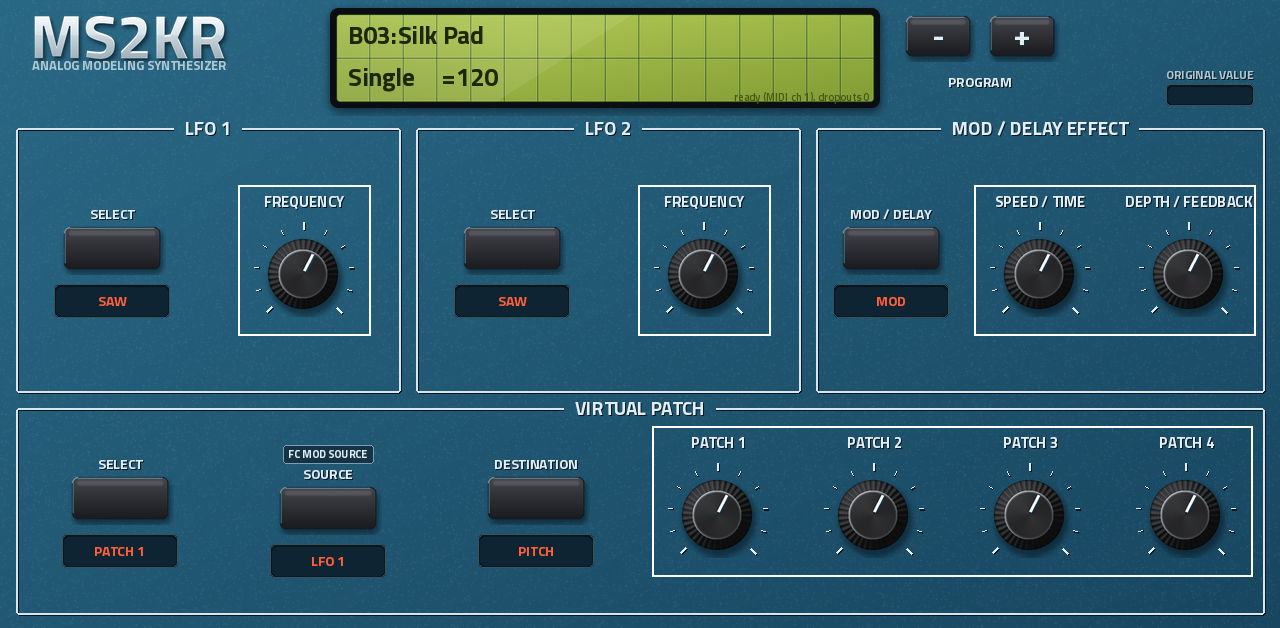 MS2KR
ANALOG MODELING SYNTHESIZER
B03:Silk Pad
Single =120
ready (MIDI ch 1), dropouts 0
-
+
PROGRAM
ORIGINAL VALUE
LFO 1
LFO 2
MOD / DELAY EFFECT
SELECT
SAW
FREQUENCY
SELECT
SAW
FREQUENCY
MOD / DELAY
MOD
SPEED / TIME
DEPTH / FEEDBACK
VIRTUAL PATCH
SELECT
PATCH 1
FC MOD SOURCE
SOURCE
LFO 1
DESTINATION
PITCH
PATCH 1
PATCH 2
PATCH 3
PATCH 4